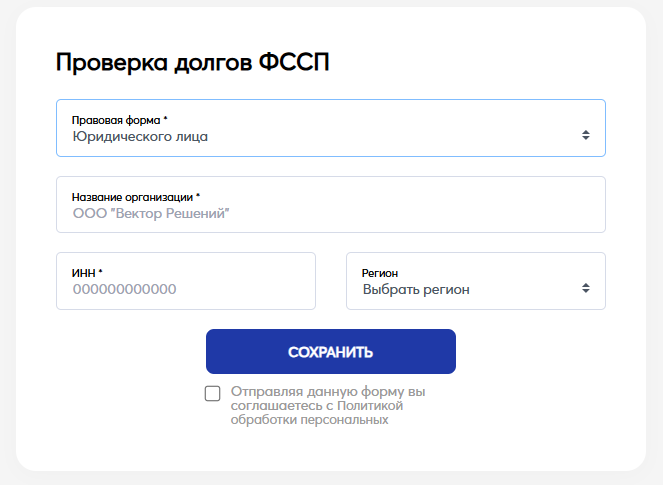 Проверка долгов ФССП
Правовая форма *
Юридического лица
Название организации *
ООО "Вектор Решений"
ИНН *
000000000000
Регион
Выбрать регион
СОХРАНИТЬ
Отправляя данную форму вы
соглашаетесь с Политикой
обработки персональных